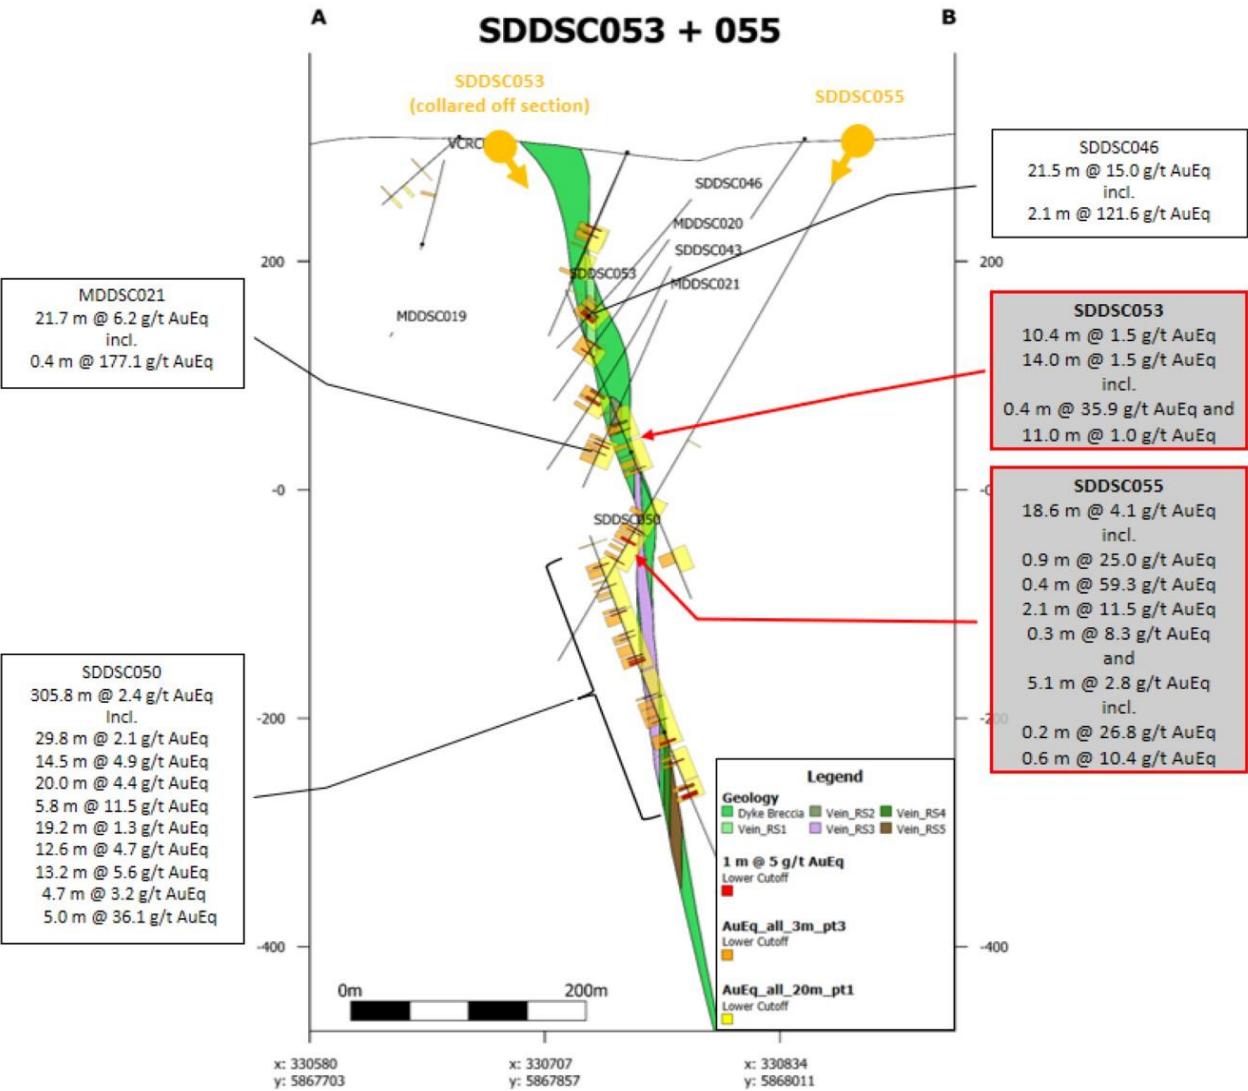 A
B
SDDSC053 + 055
SDDSC053
(collared off section)
SDDSC055
VCRC
SDDSC046
21.5 m @ 15.0 g/t AuEq
incl.
2.1 m @ 121.6 g/t AuEq
SDDSC046
MDDSC020
SDDSC043
MDDSC021
SDDSC053
MDDSC019
200
200
MDDSC021
21.7 m @ 6.2 g/t AuEq
incl.
0.4 m @ 177.1 g/t AuEq
SDDSC053
10.4 m @ 1.5 g/t AuEq
14.0 m @ 1.5 g/t AuEq
incl.
0.4 m @ 35.9 g/t AuEq and
11.0 m @ 1.0 g/t AuEq
-0
-0
SDDSC050
SDDSC055
18.6 m @ 4.1 g/t AuEq
incl.
0.9 m @ 25.0 g/t AuEq
0.4 m @ 59.3 g/t AuEq
2.1 m @ 11.5 g/t AuEq
0.3 m @ 8.3 g/t AuEq
and
5.1 m @ 2.8 g/t AuEq
incl.
0.2 m @ 26.8 g/t AuEq
0.6 m @ 10.4 g/t AuEq
SDDSC050
305.8 m @ 2.4 g/t AuEq
Incl.
29.8 m @ 2.1 g/t AuEq
14.5 m @ 4.9 g/t AuEq
20.0 m @ 4.4 g/t AuEq
5.8 m @ 11.5 g/t AuEq
19.2 m @ 1.3 g/t AuEq
12.6 m @ 4.7 g/t AuEq
13.2 m @ 5.6 g/t AuEq
4.7 m @ 3.2 g/t AuEq
5.0 m @ 36.1 g/t AuEq
-200
-200
Legend
Geology
Dyke Breccia Vein_RS2 Vein_RS4
Vein_RS1 Vein_RS3 Vein_RS5
1 m @ 5 g/t AuEq
Lower Cutoff
AuEq_all_3m_pt3
Lower Cutoff
AuEq_all_20m_pt1
Lower Cutoff
-400
-400
0m 200m
x: 330580 x: 330707 x: 330834
y: 5867703 y: 5867857 y: 5868011